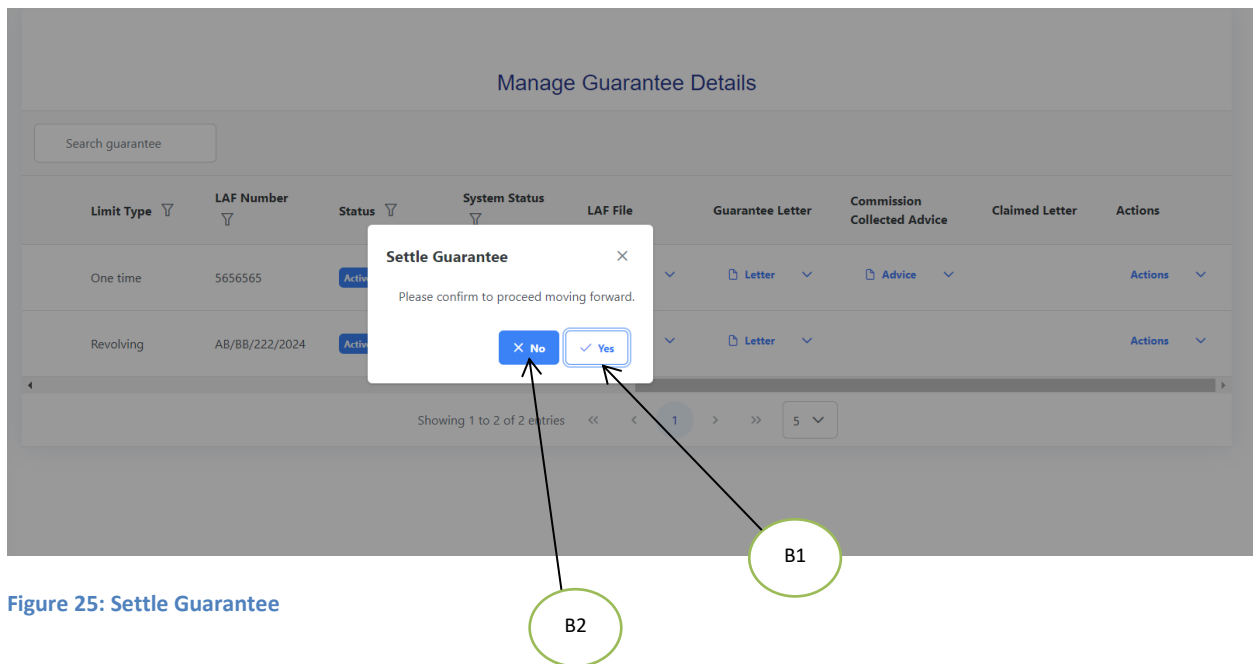 Manage Guarantee Details
Search guarantee
Limit Type LAF Number Status System Status LAF File Guarantee Letter Commission Collected Advice Claimed Letter Actions
Settle Guarantee
Please confirm to proceed moving forward.
No Yes
One time 5656565 Letter Advice Actions
Revolving AB/BB/222/2024 Letter Actions
Showing 1 to 2 of 2 entries 1 5
B1
Figure 25: Settle Guarantee
B2